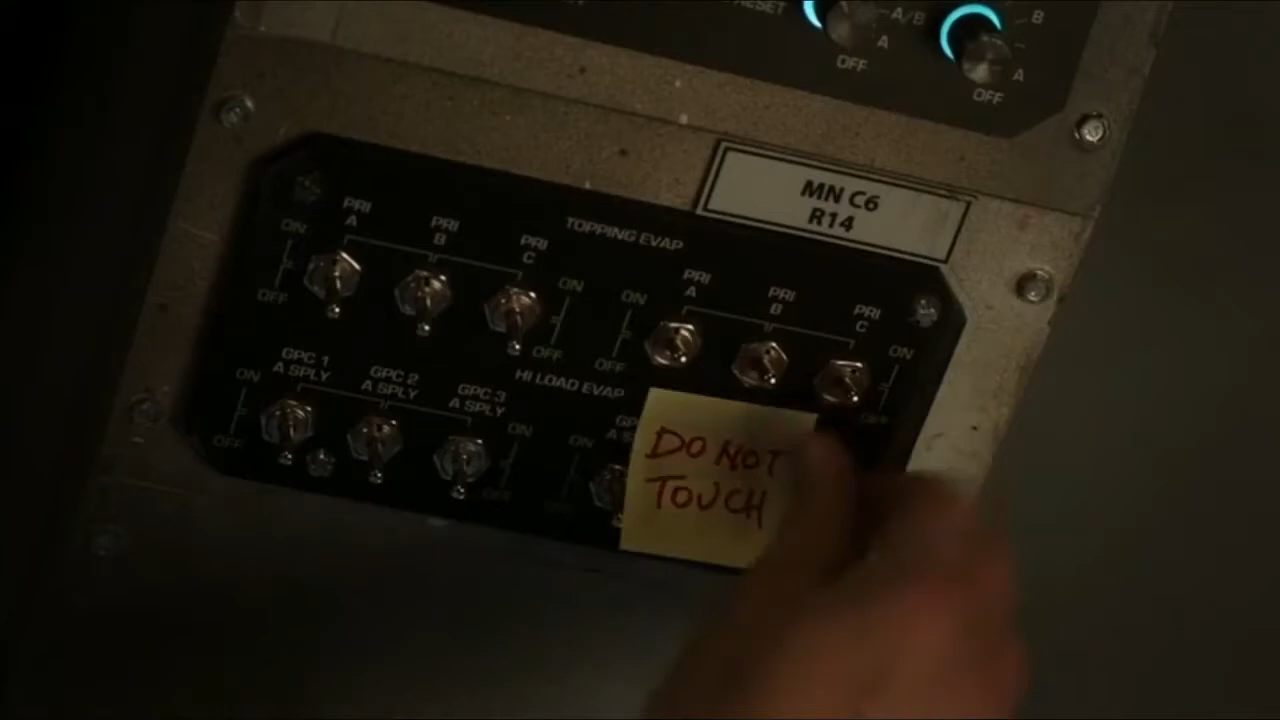 RESET
A/B
A
OFF
B
A
OFF
MN C6
R14
TOPPING EVAP
PRI
A
PRI
B
PRI
C
ON
OFF
ON
OFF
PRI
A
PRI
B
PRI
C
ON
OFF
ON
OFF
HI LOAD EVAP
GPC 1
A SPLY
GPC 2
A SPLY
GPC 3
A SPLY
ON
OFF
ON
OFF
ON
DO NOT
TOUCH